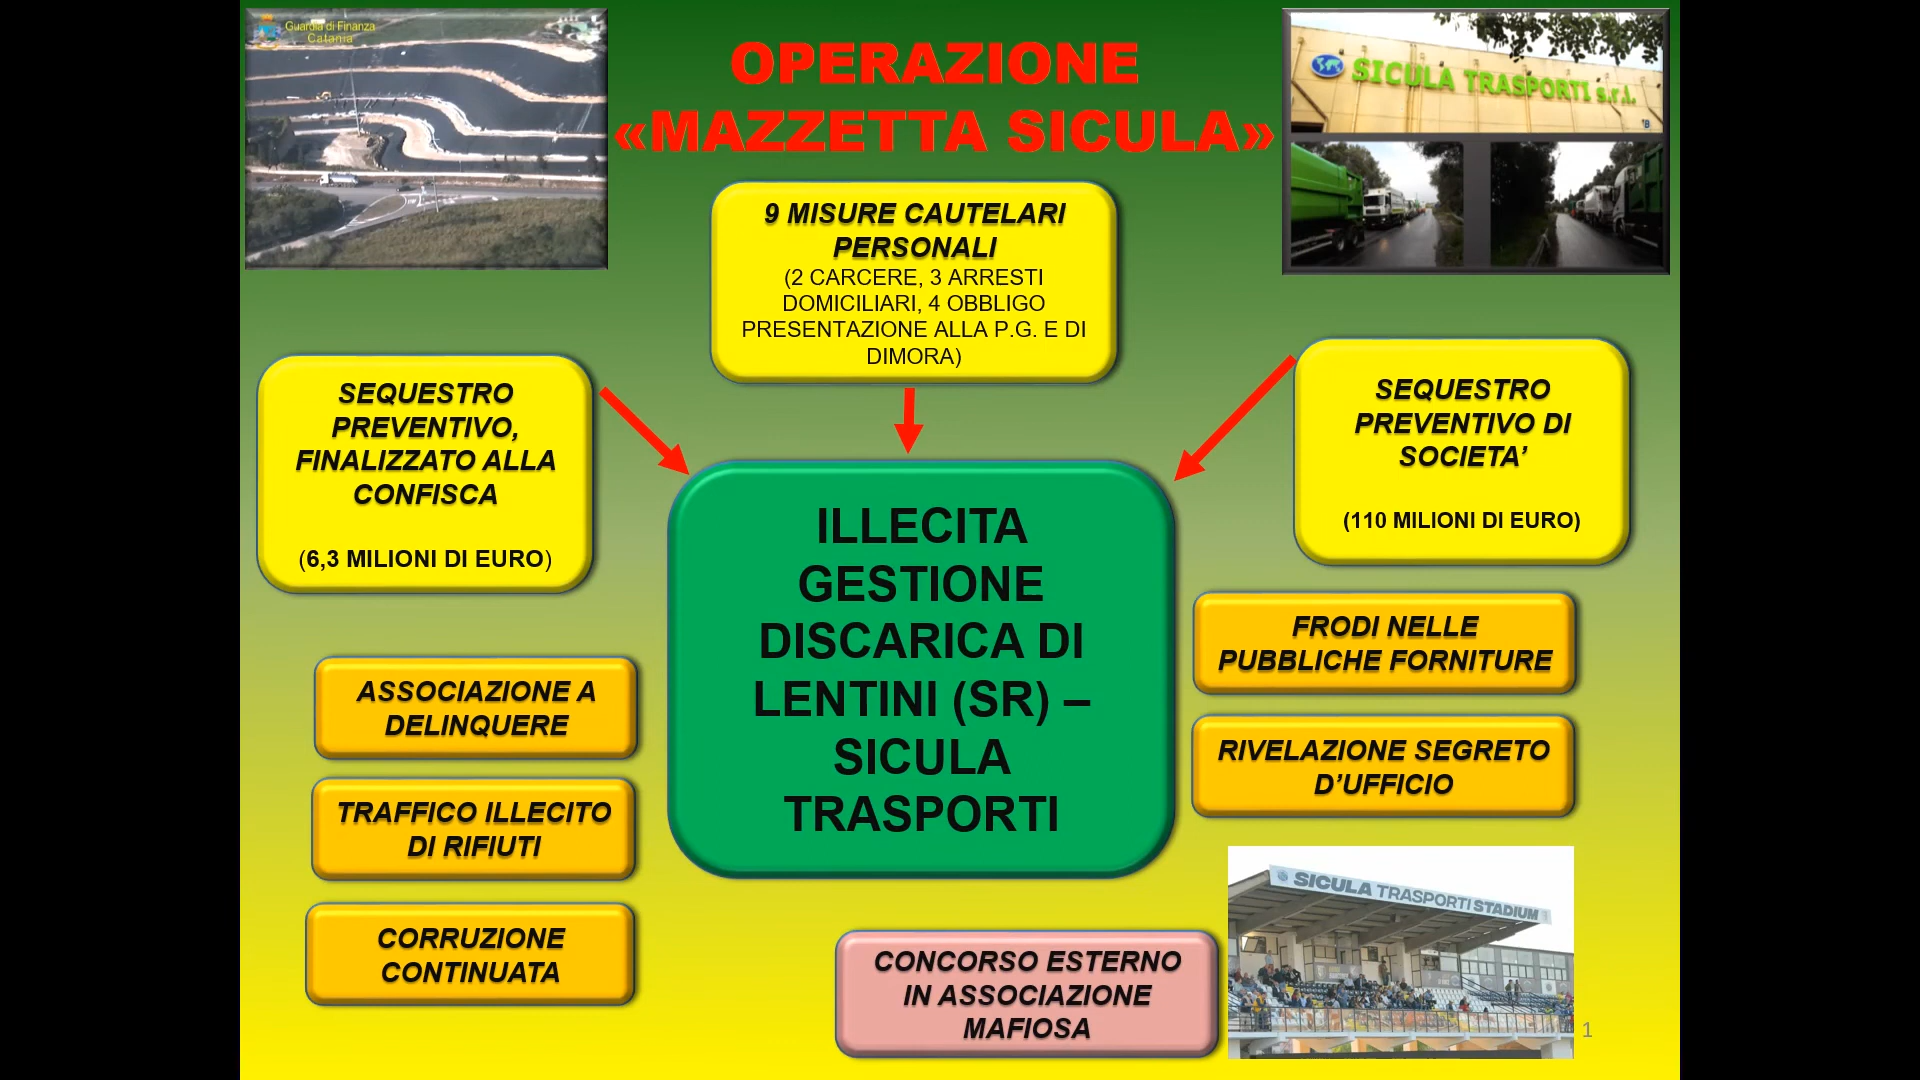 Guardia di Finanza
Catania
OPERAZIONE
«MAZZETTA SICULA»
SICULA TRASPORTI s.r.l.
9 MISURE CAUTELARI
PERSONALI
(2 CARCERE, 3 ARRESTI
DOMICILIARI, 4 OBBLIGO
PRESENTAZIONE ALLA P.G. E DI
DIMORA)
SEQUESTRO
PREVENTIVO,
FINALIZZATO ALLA
CONFISCA
(6,3 MILIONI DI EURO)
SEQUESTRO
PREVENTIVO DI
SOCIETA’
(110 MILIONI DI EURO)
ILLECITA
GESTIONE
DISCARICA DI
LENTINI (SR) –
SICULA
TRASPORTI
ASSOCIAZIONE A
DELINQUERE
TRAFFICO ILLECITO
DI RIFIUTI
CORRUZIONE
CONTINUATA
FRODI NELLE
PUBBLICHE FORNITURE
RIVELAZIONE SEGRETO
D’UFFICIO
CONCORSO ESTERNO
IN ASSOCIAZIONE
MAFIOSA
SICULA TRASPORTI STADIUM
1